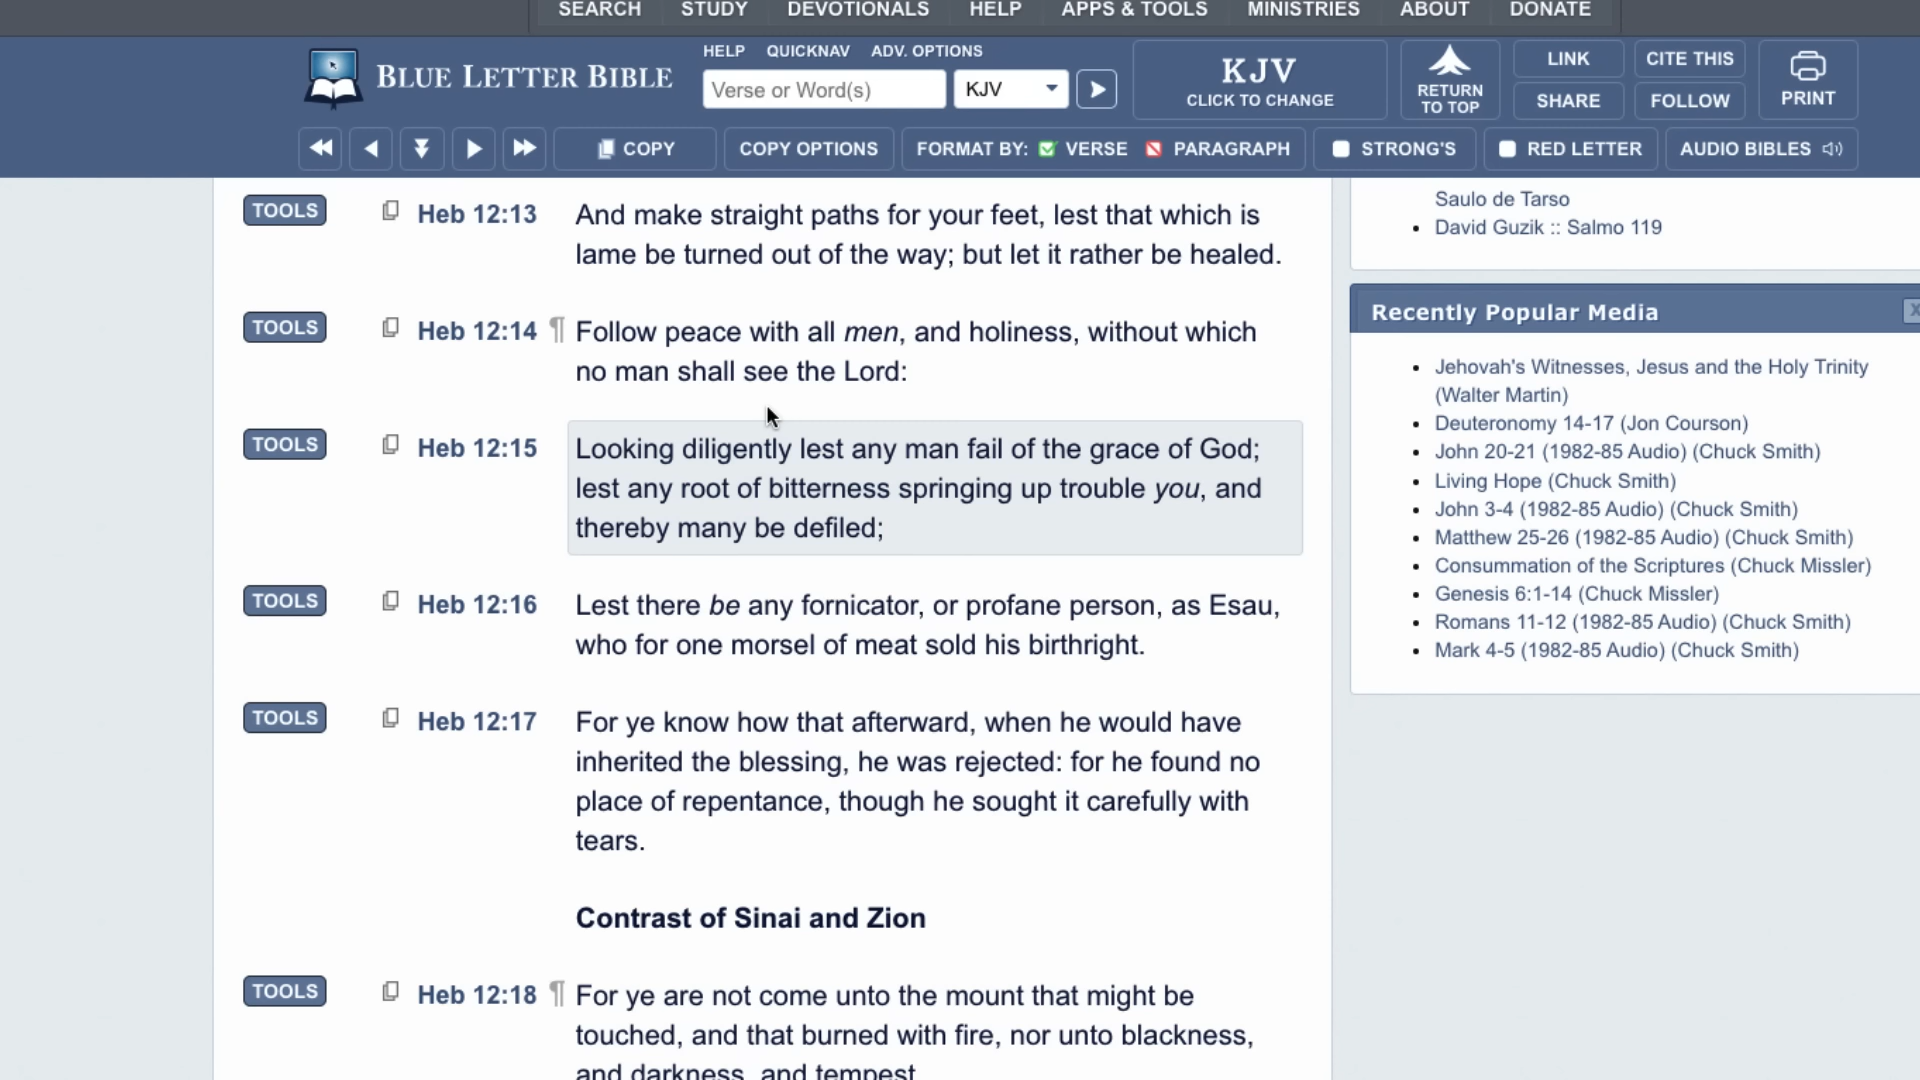 SEARCH STUDY DEVOTIONALS HELP APPS & TOOLS MINISTRIES ABOUT DONATE
BLUE LETTER BIBLE
HELP QUICKNAV ADV. OPTIONS
Verse or Word(s) KJV
KJV
CLICK TO CHANGE
RETURN
TO TOP
LINK CITE THIS
SHARE FOLLOW
PRINT
COPY COPY OPTIONS FORMAT BY: VERSE PARAGRAPH STRONG'S RED LETTER AUDIO BIBLES
TOOLS Heb 12:13 And make straight paths for your feet, lest that which is
lame be turned out of the way; but let it rather be healed.
TOOLS Heb 12:14 ¶ Follow peace with all men, and holiness, without which
no man shall see the Lord:
TOOLS Heb 12:15 Looking diligently lest any man fail of the grace of God;
lest any root of bitterness springing up trouble you, and
thereby many be defiled;
TOOLS Heb 12:16 Lest there be any fornicator, or profane person, as Esau,
who for one morsel of meat sold his birthright.
TOOLS Heb 12:17 For ye know how that afterward, when he would have
inherited the blessing, he was rejected: for he found no
place of repentance, though he sought it carefully with
tears.
Contrast of Sinai and Zion
TOOLS Heb 12:18 ¶ For ye are not come unto the mount that might be
touched, and that burned with fire, nor unto blackness,
and darkness, and tempest,
Saulo de Tarso
• David Guzik :: Salmo 119
Recently Popular Media x
• Jehovah's Witnesses, Jesus and the Holy Trinity
(Walter Martin)
• Deuteronomy 14-17 (Jon Courson)
• John 20-21 (1982-85 Audio) (Chuck Smith)
• Living Hope (Chuck Smith)
• John 3-4 (1982-85 Audio) (Chuck Smith)
• Matthew 25-26 (1982-85 Audio) (Chuck Smith)
• Consummation of the Scriptures (Chuck Missler)
• Genesis 6:1-14 (Chuck Missler)
• Romans 11-12 (1982-85 Audio) (Chuck Smith)
• Mark 4-5 (1982-85 Audio) (Chuck Smith)